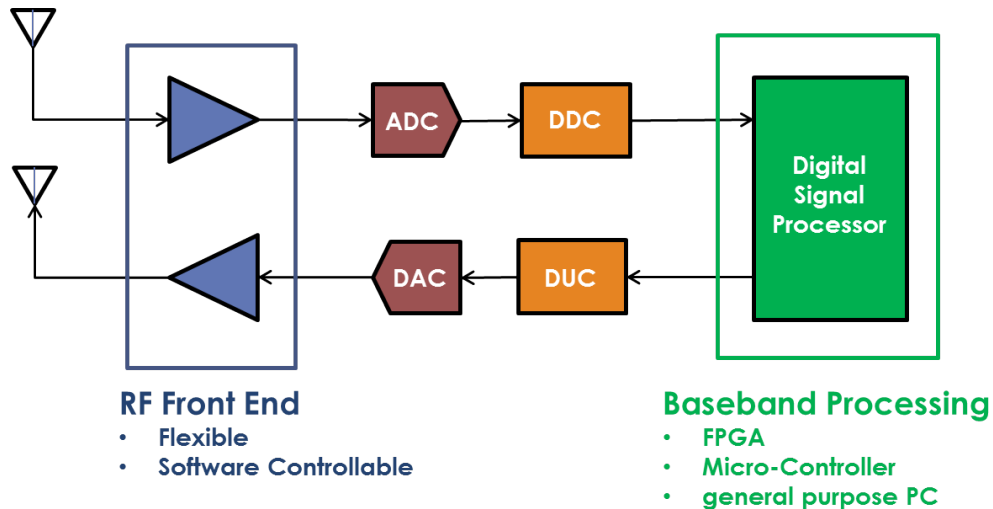 ADC
DDC
Digital
Signal
Processor
DAC
DUC
RF Front End
• Flexible
• Software Controllable
Baseband Processing
• FPGA
• Micro-Controller
• general purpose PC